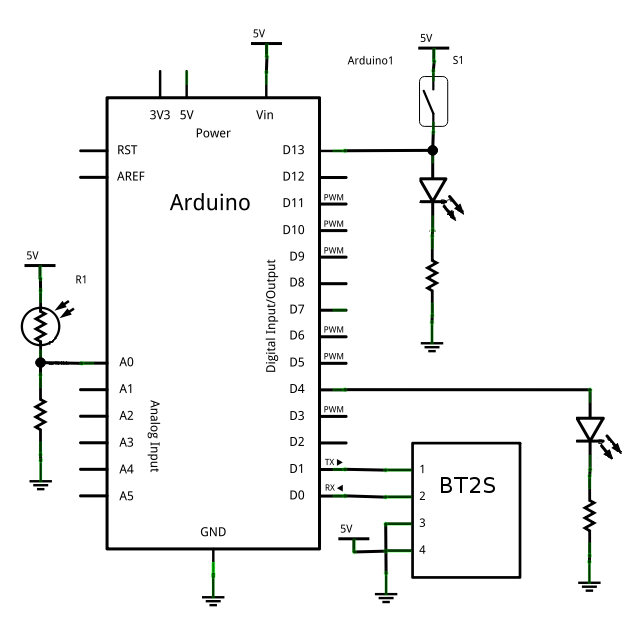 5V
5V
Arduino1
S1
3V3
5V
Vin
Power
RST
D13
AREF
D12
Arduino
D11
PWM
D10
PWM
D9
PWM
5V
R1
D8
D7
D6
PWM
Digital Input/Output
A0
D5
PWM
A1
D4
A2
D3
PWM
A3
D2
Analog Input
A4
D1
TX
1
BT2S
A5
D0
RX
2
GND
5V
3
4